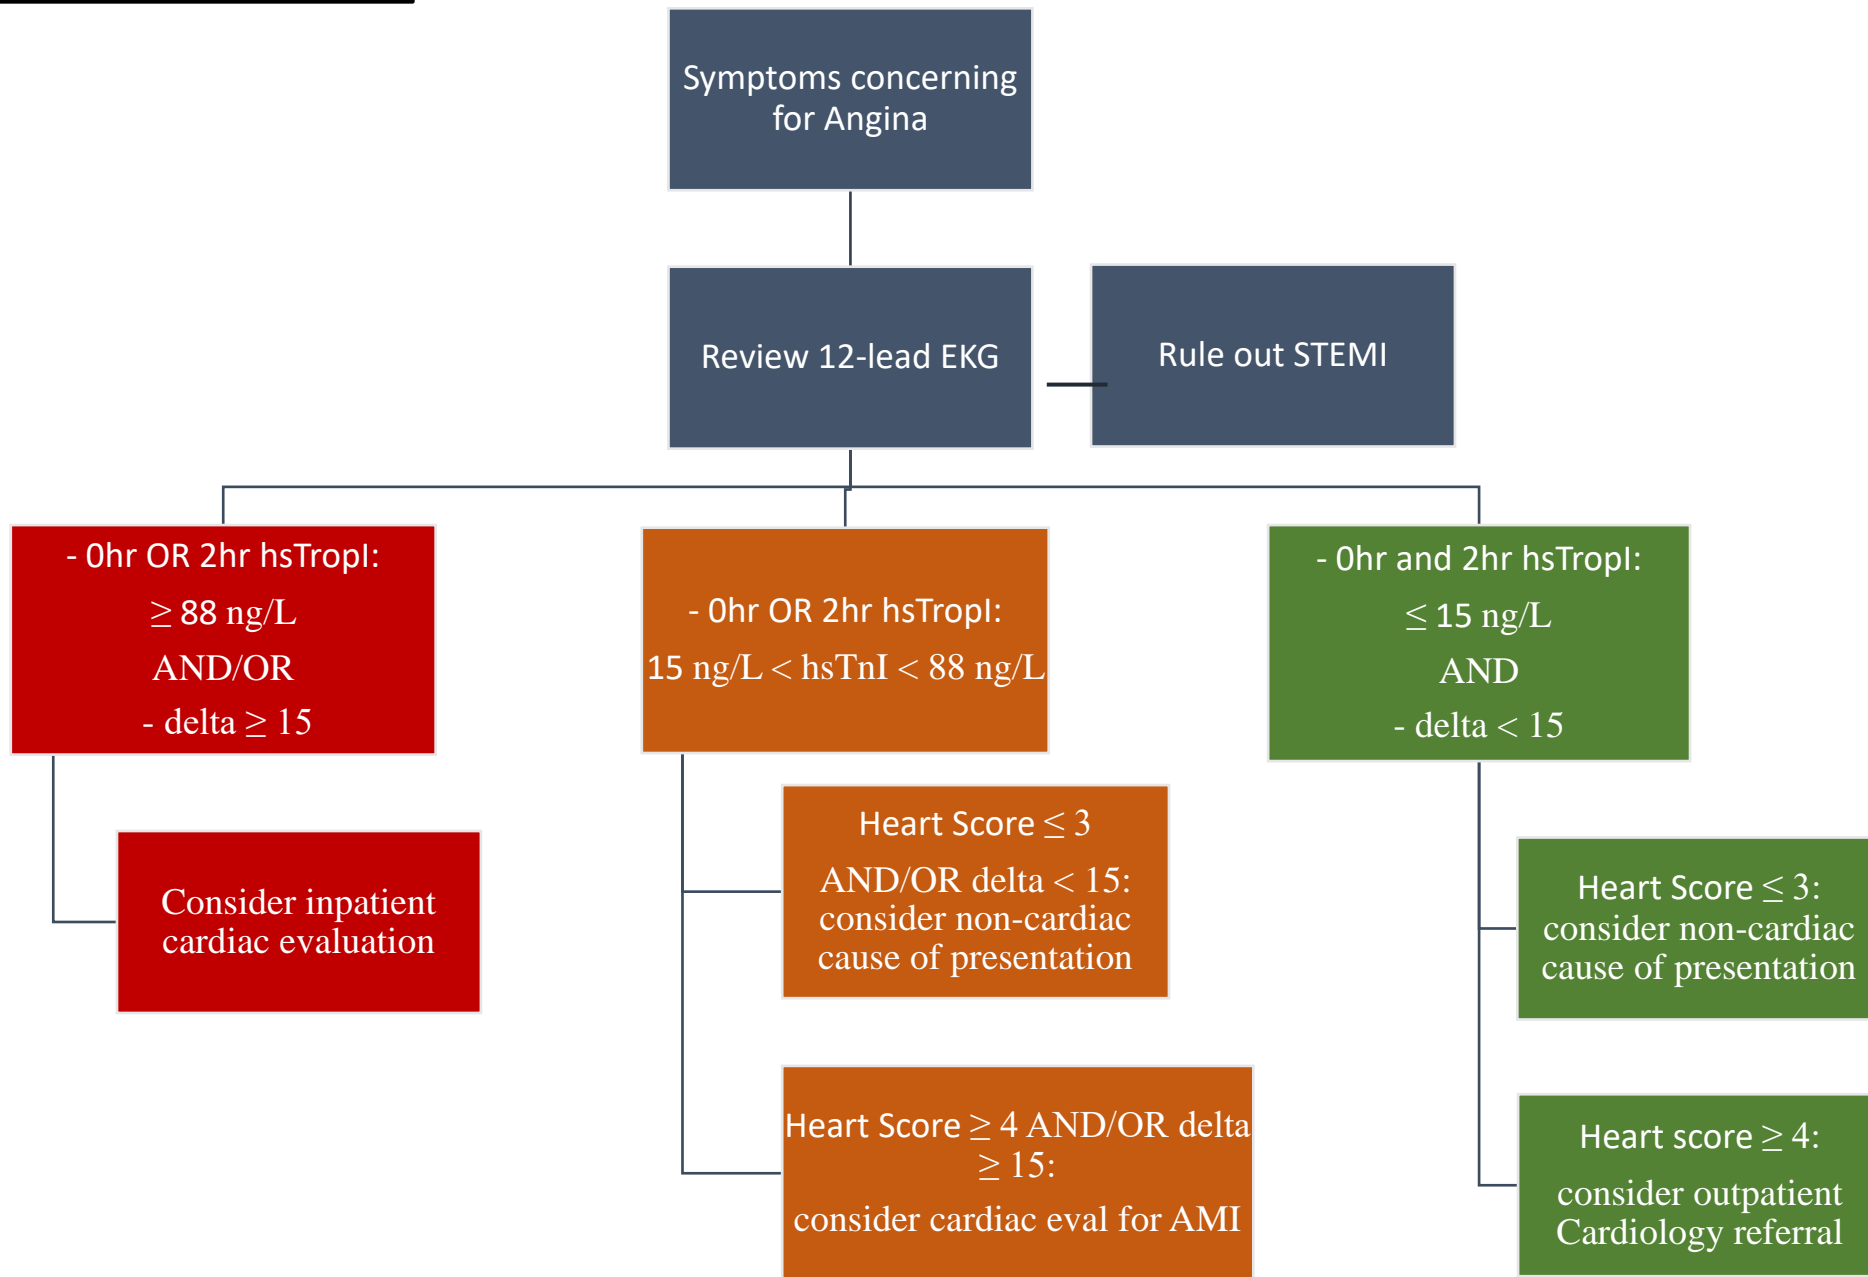 Symptoms concerning
for Angina
Review 12-lead EKG
Rule out STEMI
- 0hr OR 2hr hsTropI:
≥ 88 ng/L
AND/OR
- delta ≥ 15
Consider inpatient
cardiac evaluation
- 0hr OR 2hr hsTropI:
15 ng/L < hsTnI < 88 ng/L
Heart Score ≤ 3
AND/OR delta < 15:
consider non-cardiac
cause of presentation
Heart Score ≥ 4 AND/OR delta
≥ 15:
consider cardiac eval for AMI
- 0hr and 2hr hsTropI:
≤ 15 ng/L
AND
- delta < 15
Heart Score ≤ 3:
consider non-cardiac
cause of presentation
Heart score ≥ 4:
consider outpatient
Cardiology referral